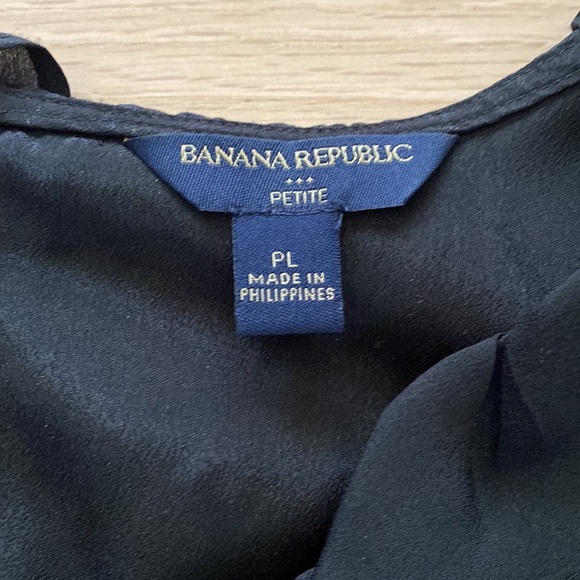 BANANA REPUBLIC
PETITE
PL
MADE IN
PHILIPPINES